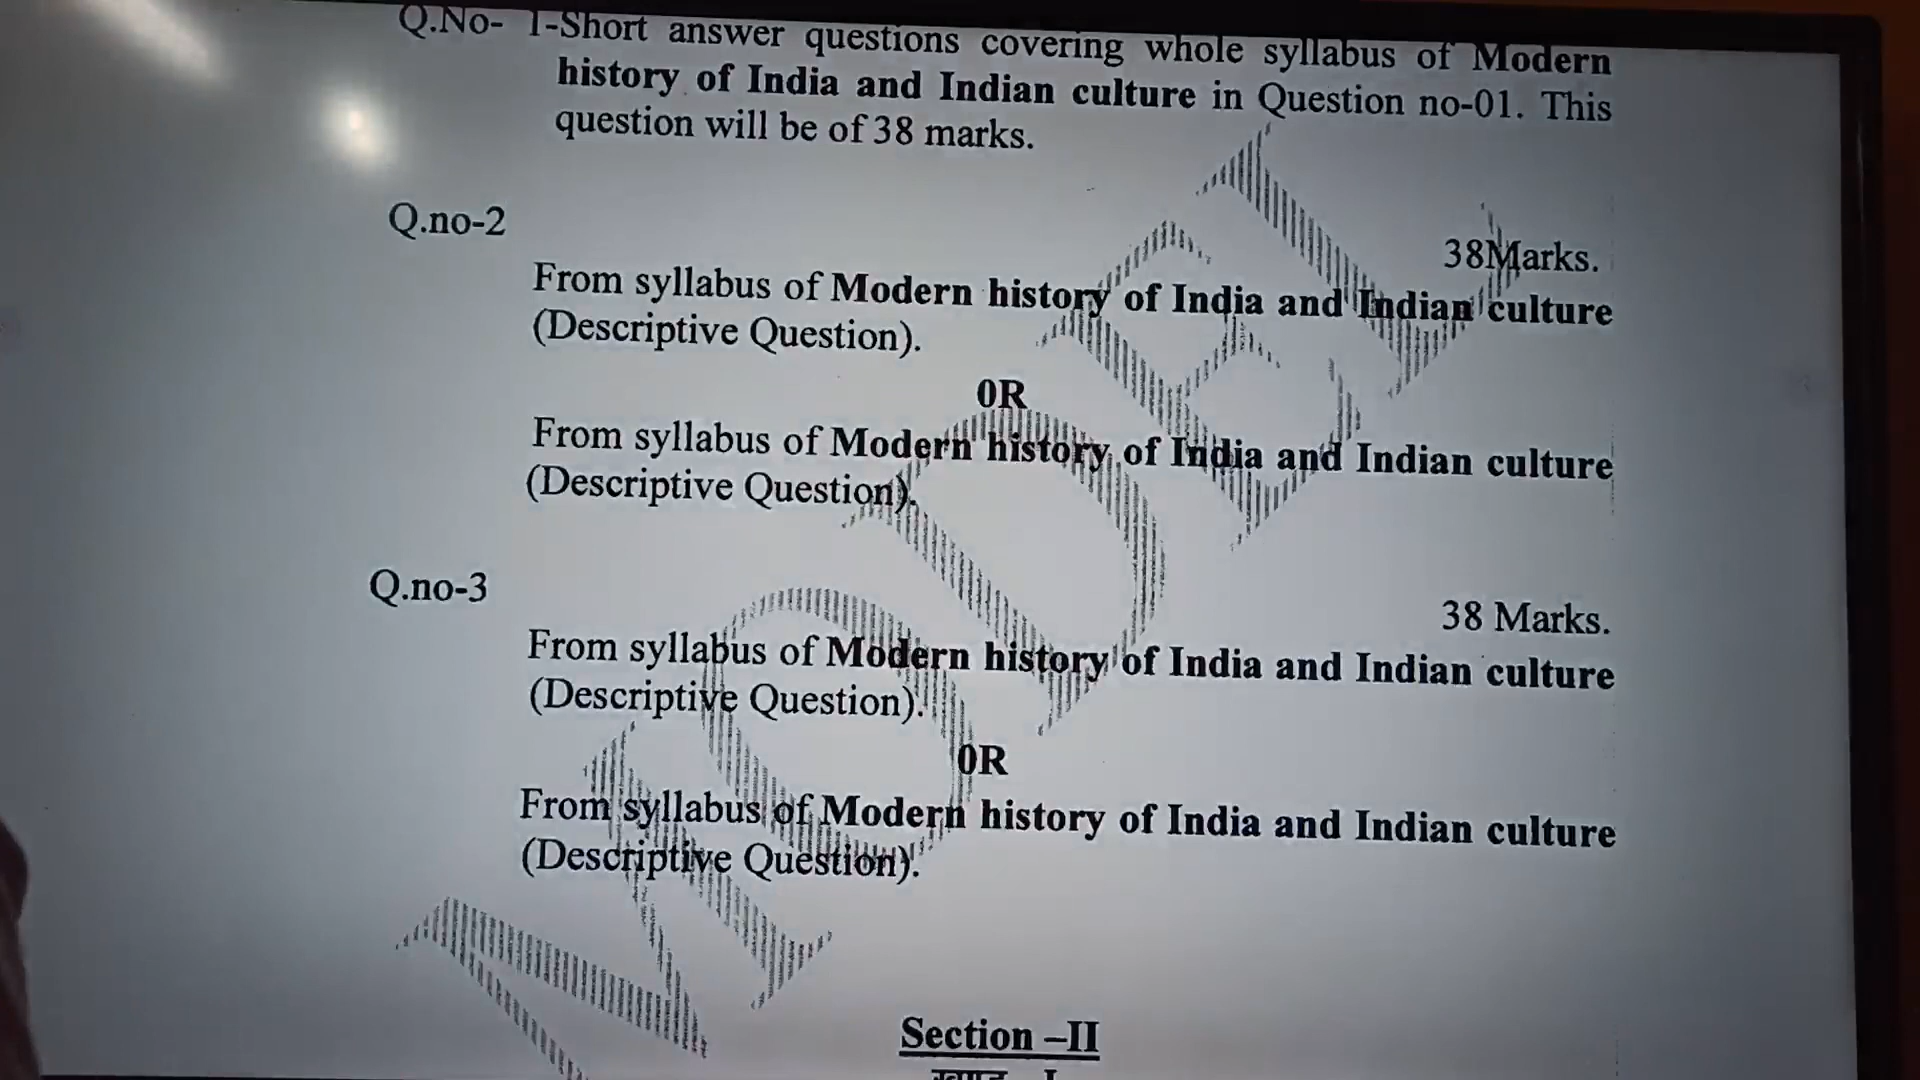 Q.No- 1-Short answer questions covering whole syllabus of Modern
history of India and Indian culture in Question no-01. This
question will be of 38 marks.
Q.no-2
38Marks.
From syllabus of Modern history of India and Indian culture
(Descriptive Question).
0R
From syllabus of Modern history of India and Indian culture
(Descriptive Question).
Q.no-3
38 Marks.
From syllabus of Modern history of India and Indian culture
(Descriptive Question).
0R
From syllabus of Modern history of India and Indian culture
(Descriptive Question).
Section –II